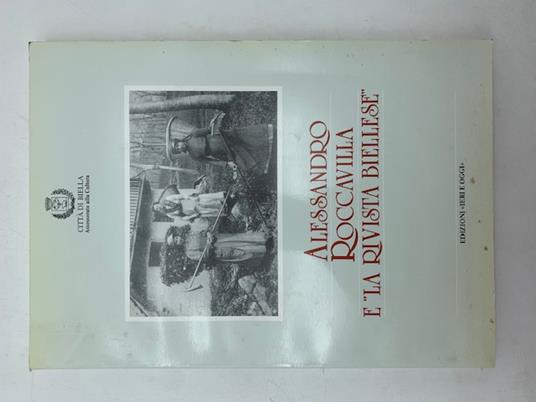 CITTÀ DI BIELLA
Assessorato alla Cultura
ALESSANDRO
ROCCAVILLA
E "LA RIVISTA BIELLESE"
EDIZIONI «IERI E OGGI»